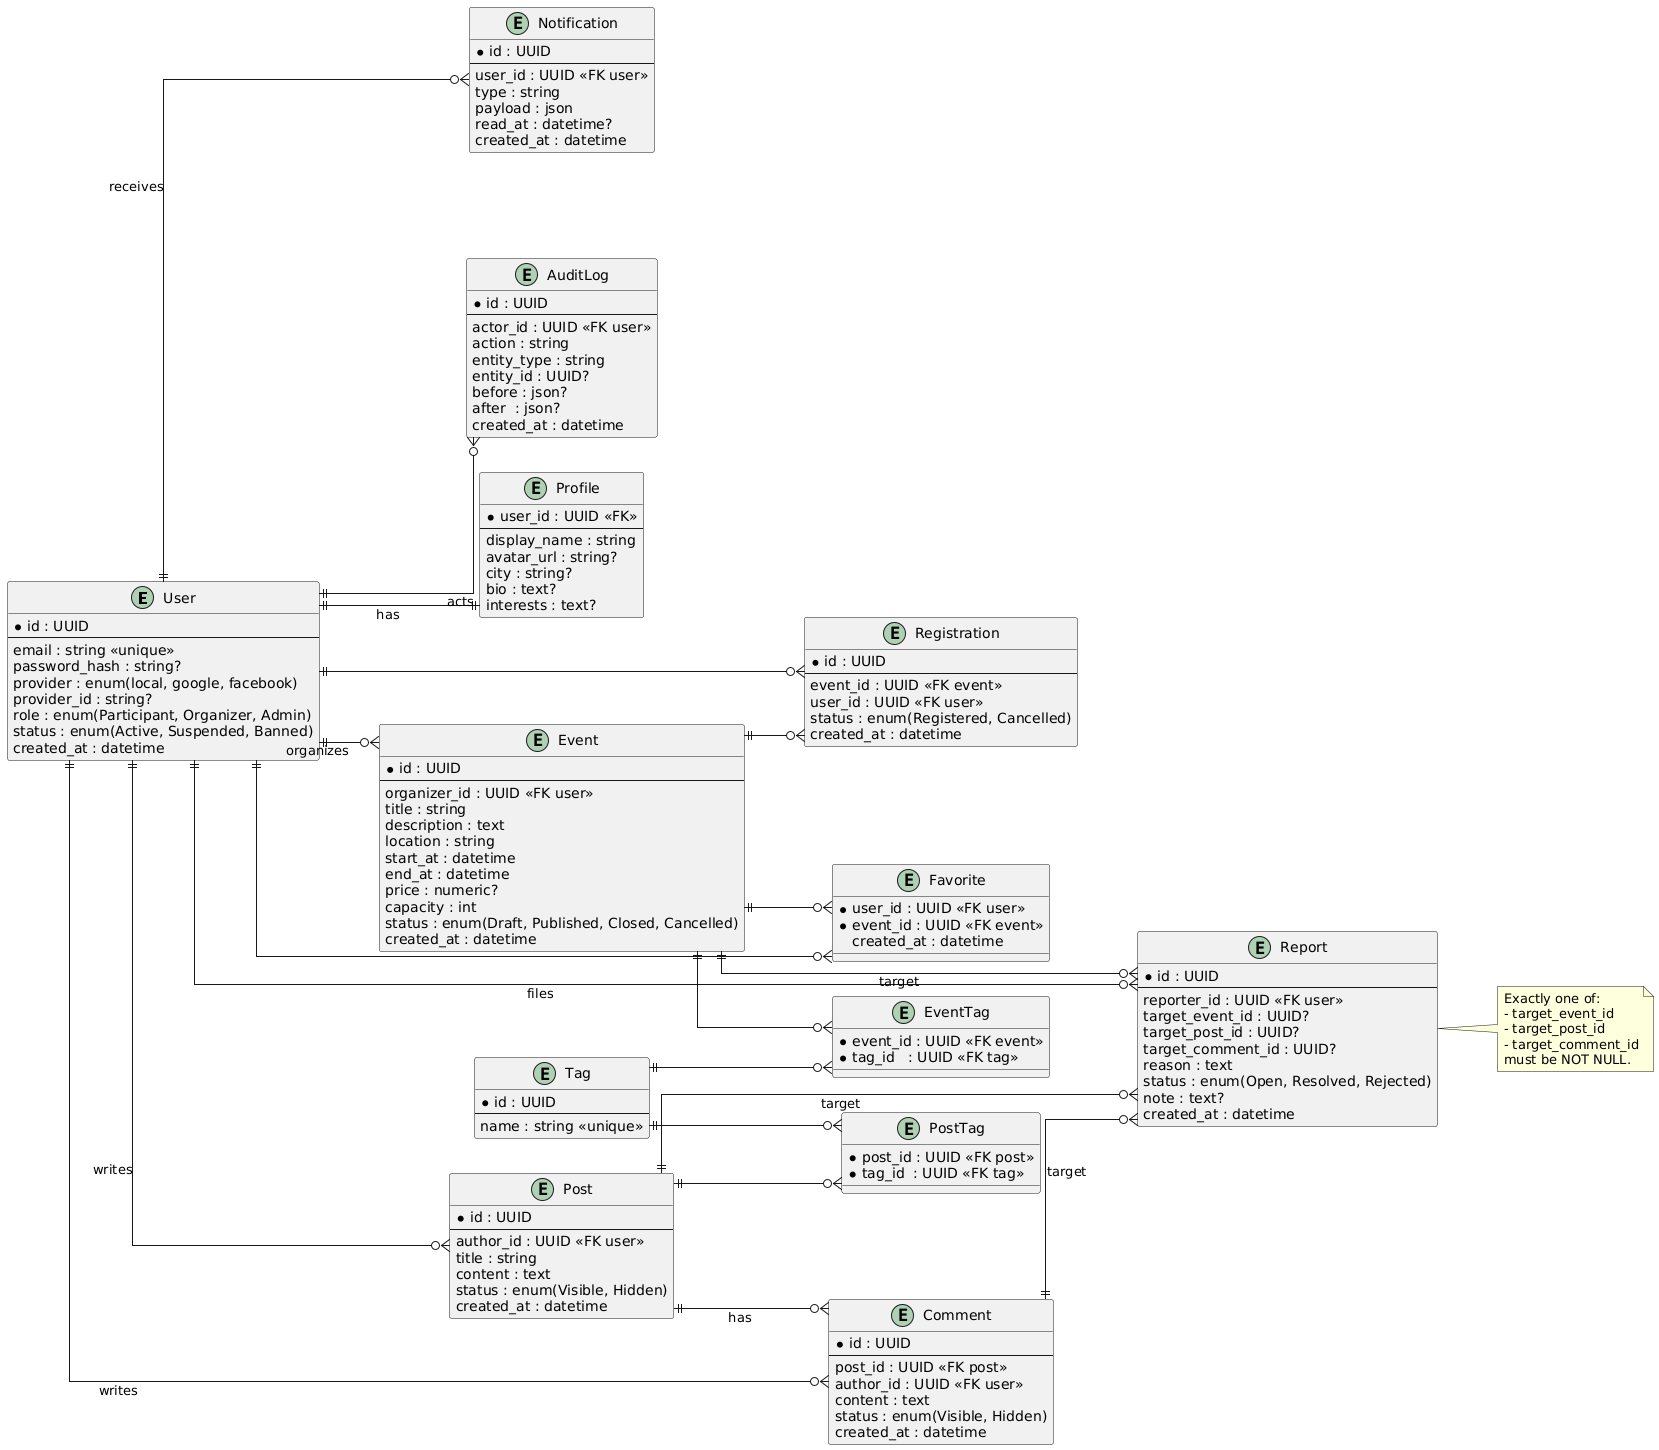 E Notification
* id : UUID
user_id : UUID «FK user»
type : string
payload : json
read_at : datetime?
created_at : datetime
receives
E AuditLog
* id : UUID
actor_id : UUID «FK user»
action : string
entity_type : string
entity_id : UUID?
before : json?
after  : json?
created_at : datetime
E Profile
* user_id : UUID «FK»
display_name : string
avatar_url : string?
city : string?
bio : text?
interests : text?
acts
has
E User
* id : UUID
email : string «unique»
password_hash : string?
provider : enum(local, google, facebook)
provider_id : string?
role : enum(Participant, Organizer, Admin)
status : enum(Active, Suspended, Banned)
created_at : datetime
organizes
E Registration
* id : UUID
event_id : UUID «FK event»
user_id : UUID «FK user»
status : enum(Registered, Cancelled)
created_at : datetime
E Event
* id : UUID
organizer_id : UUID «FK user»
title : string
description : text
location : string
start_at : datetime
end_at : datetime
price : numeric?
capacity : int
status : enum(Draft, Published, Closed, Cancelled)
created_at : datetime
E Favorite
* user_id : UUID «FK user»
* event_id : UUID «FK event»
created_at : datetime
target
files
E Report
* id : UUID
reporter_id : UUID «FK user»
target_event_id : UUID?
target_post_id : UUID?
target_comment_id : UUID?
reason : text
status : enum(Open, Resolved, Rejected)
note : text?
created_at : datetime
Exactly one of:
- target_event_id
- target_post_id
- target_comment_id
must be NOT NULL.
E EventTag
* event_id : UUID «FK event»
* tag_id   : UUID «FK tag»
E Tag
* id : UUID
name : string «unique»
target
E PostTag
* post_id : UUID «FK post»
* tag_id  : UUID «FK tag»
target
writes
E Post
* id : UUID
author_id : UUID «FK user»
title : string
content : text
status : enum(Visible, Hidden)
created_at : datetime
has
E Comment
* id : UUID
post_id : UUID «FK post»
author_id : UUID «FK user»
content : text
status : enum(Visible, Hidden)
created_at : datetime
writes